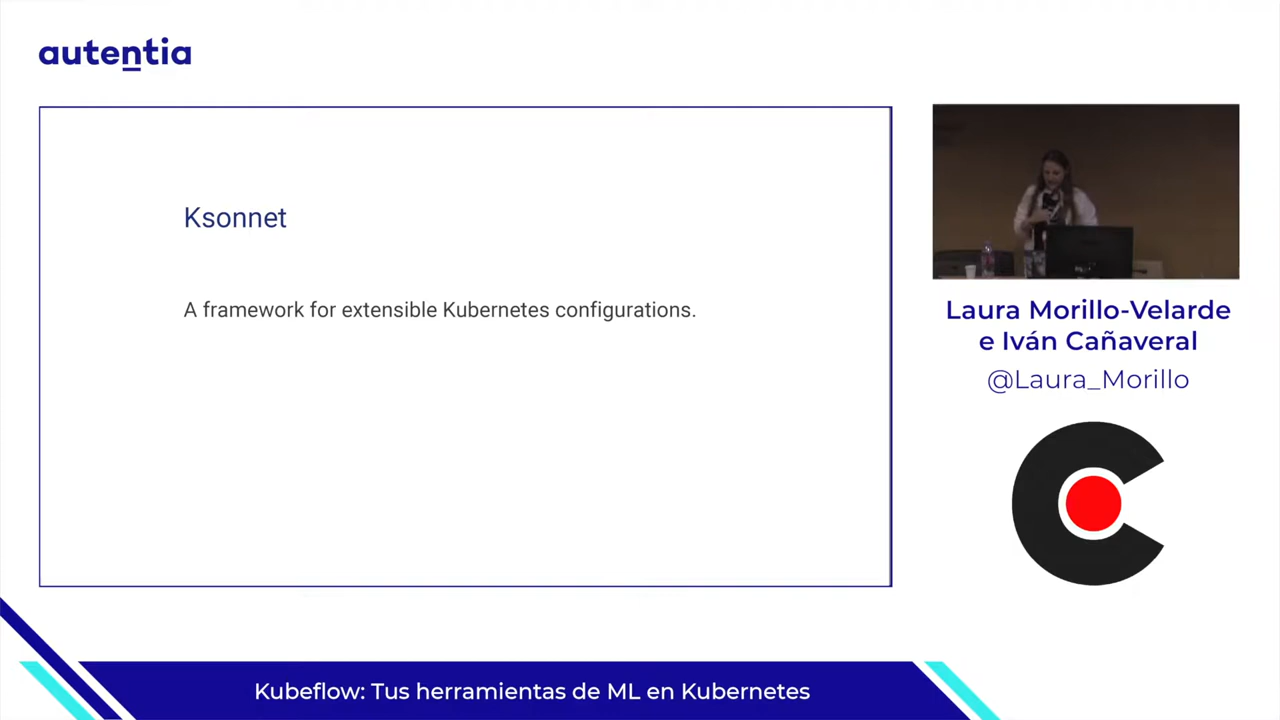 autentia
Ksonnet
A framework for extensible Kubernetes configurations.
Laura Morillo-Velarde
e Iván Cañaveral
@Laura_Morillo
Kubeflow: Tus herramientas de ML en Kubernetes